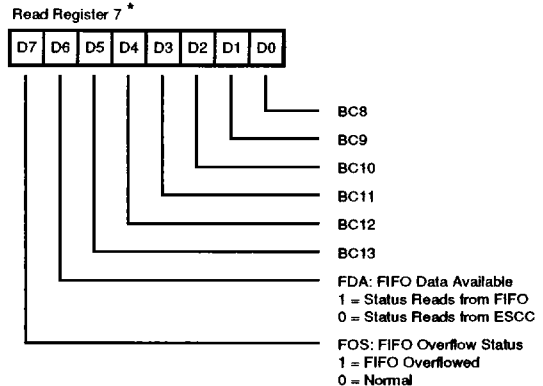 Read Register 7 *
D7 D6 D5 D4 D3 D2 D1 D0
BC8
BC9
BC10
BC11
BC12
BC13
FDA: FIFO Data Available
1 = Status Reads from FIFO
0 = Status Reads from ESCC
FOS: FIFO Overflow Status
1 = FIFO Overflowed
0 = Normal